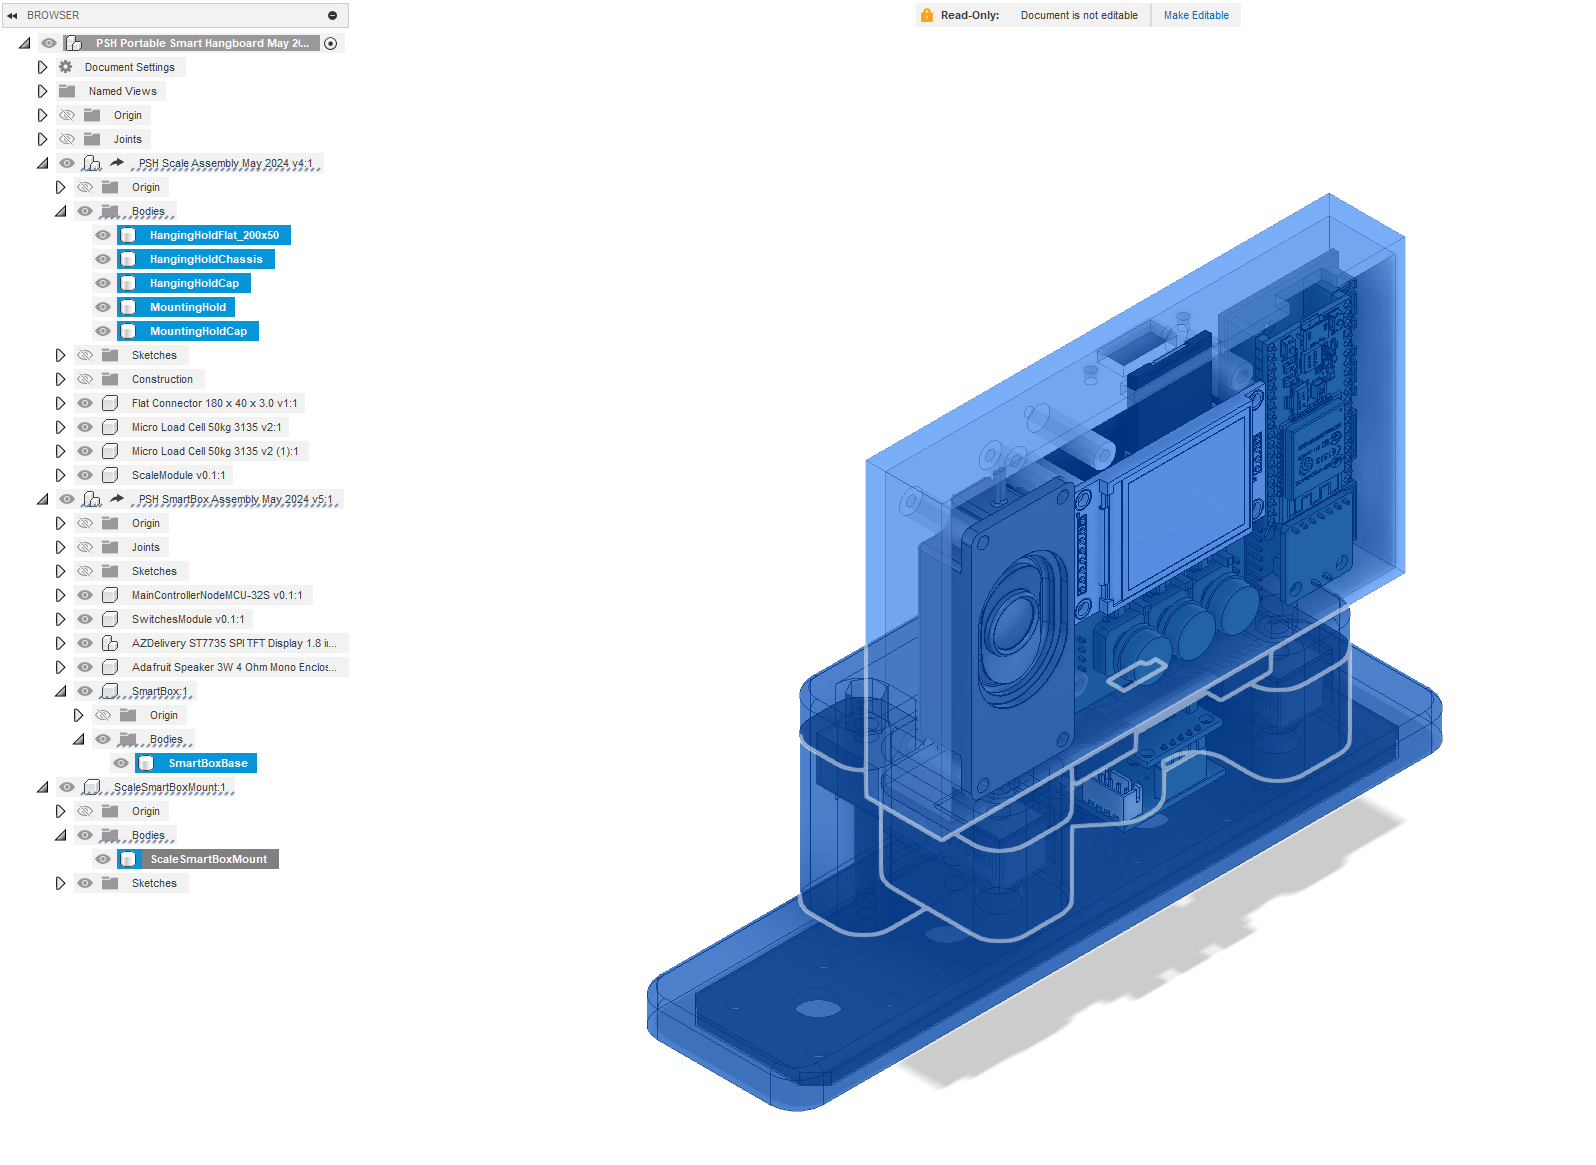 BROWSER
Read-Only: Document is not editable Make Editable
PSH Portable Smart Hangboard May 2(...
Document Settings
Named Views
Origin
Joints
PSH Scale Assembly May 2024 v4:1
Origin
Bodies
HangingHoldFlat_200x50
HangingHoldChassis
HangingHoldCap
MountingHold
MountingHoldCap
Sketches
Construction
Flat Connector 180 x 40 x 3.0 v1:1
Micro Load Cell 50kg 3135 v2:1
Micro Load Cell 50kg 3135 v2 (1):1
ScaleModule v0.1:1
PSH SmartBox Assembly May 2024 v5:1
Origin
Joints
Sketches
MainControllerNodeMCU-32S v0.1:1
SwitchesModule v0.1:1
AZDelivery ST7735 SPI TFT Display 1.8 i...
Adafruit Speaker 3W 4 Ohm Mono Enclos...
SmartBox:1
Origin
Bodies
SmartBoxBase
ScaleSmartBoxMount:1
Origin
Bodies
ScaleSmartBoxMount
Sketches